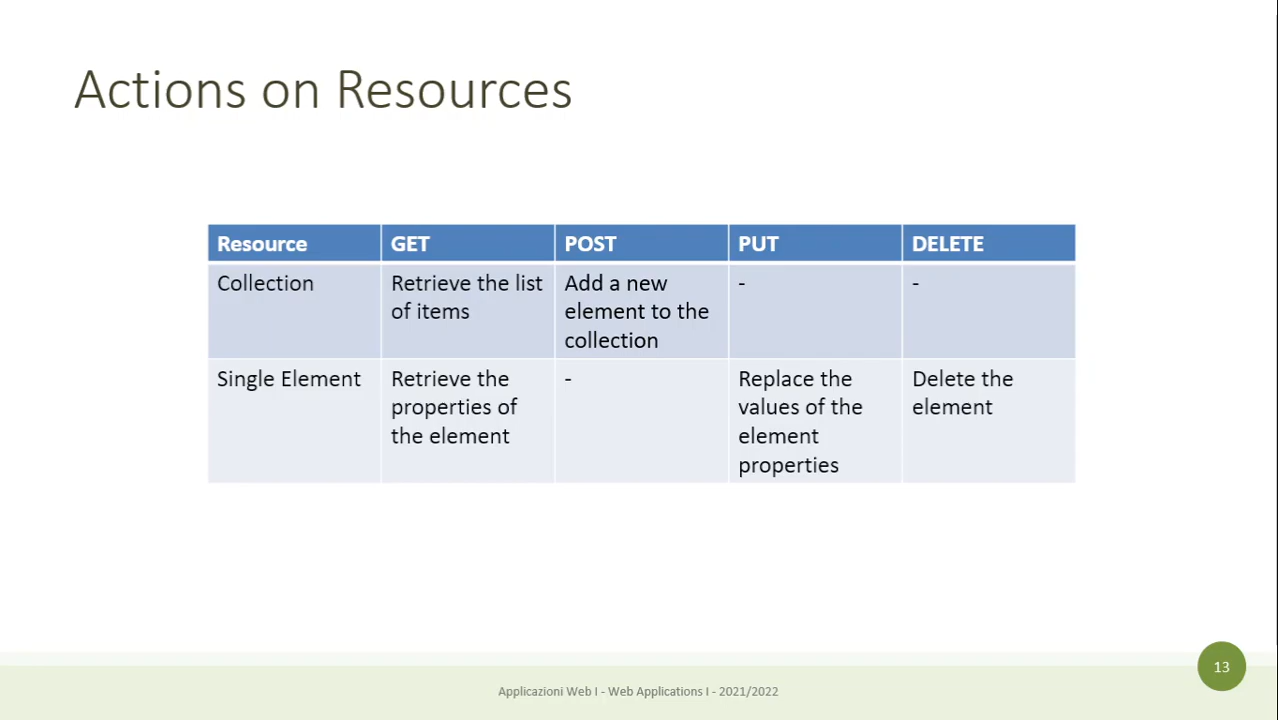 Actions on Resources
Resource GET POST PUT DELETE
Collection
Retrieve the list
of items
Add a new
element to the
collection
-
-
Single Element
Retrieve the
properties of
the element
-
Replace the
values of the
element
properties
Delete the
element
13
Applicazioni Web I - Web Applications I - 2021/2022